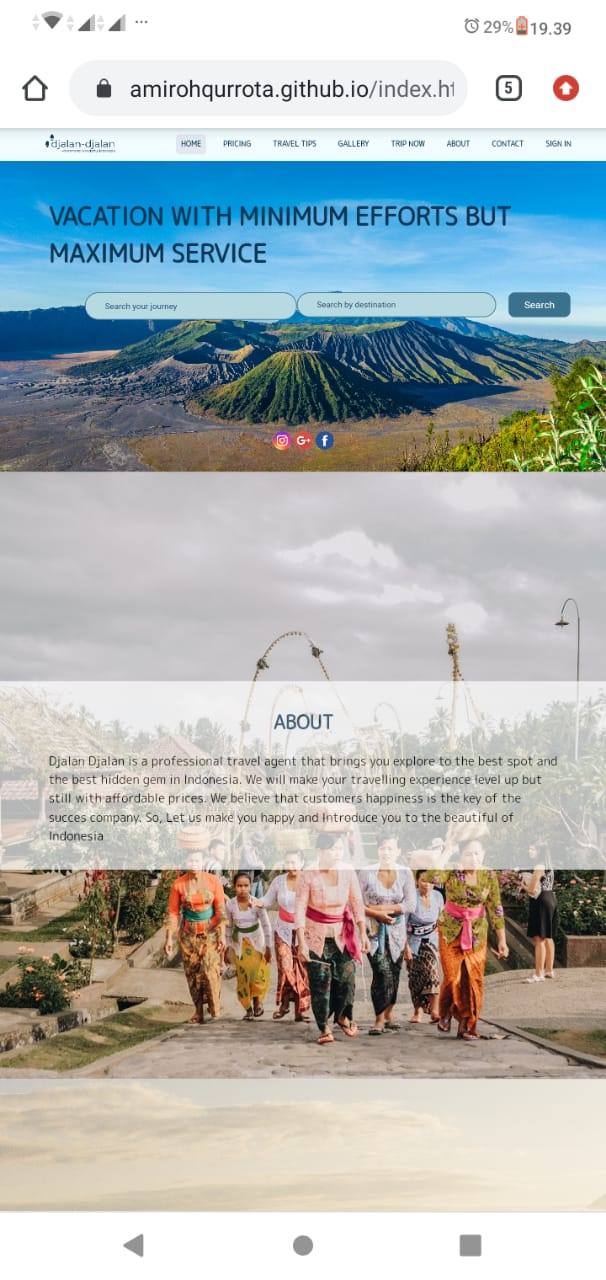 29% 19.39
amirohqurrota.github.io/index.ht 5
djalan-djalan HOME PRICING TRAVEL TIPS GALLERY TRIP NOW ABOUT CONTACT SIGN IN
VACATION WITH MINIMUM EFFORTS BUT
MAXIMUM SERVICE
Search your journey Search by destination Search
G+ f
ABOUT
Djalan Djalan is a professional travel agent that brings you explore to the best spot and
the best hidden gem in Indonesia. We will make your travelling experience level up but
still with affordable prices. We believe that customers happiness is the key of the
succes company. So, Let us make you happy and Introduce you to the beautiful of
Indonesia